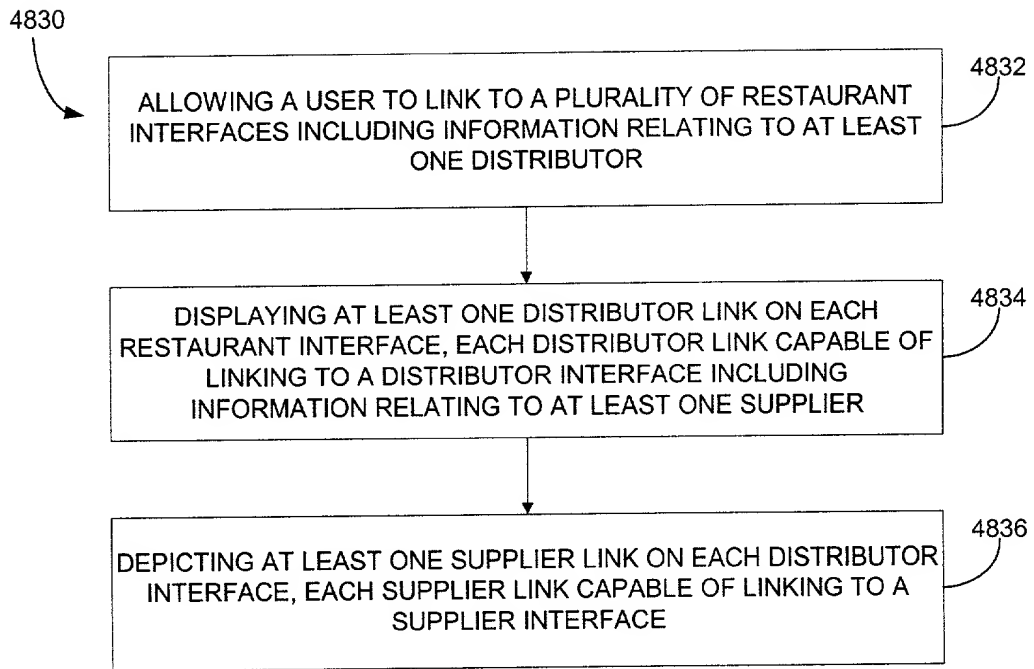 4830
4832
ALLOWING A USER TO LINK TO A PLURALITY OF RESTAURANT
INTERFACES INCLUDING INFORMATION RELATING TO AT LEAST
ONE DISTRIBUTOR
4834
DISPLAYING AT LEAST ONE DISTRIBUTOR LINK ON EACH
RESTAURANT INTERFACE, EACH DISTRIBUTOR LINK CAPABLE OF
LINKING TO A DISTRIBUTOR INTERFACE INCLUDING
INFORMATION RELATING TO AT LEAST ONE SUPPLIER
4836
DEPICTING AT LEAST ONE SUPPLIER LINK ON EACH DISTRIBUTOR
INTERFACE, EACH SUPPLIER LINK CAPABLE OF LINKING TO A
SUPPLIER INTERFACE